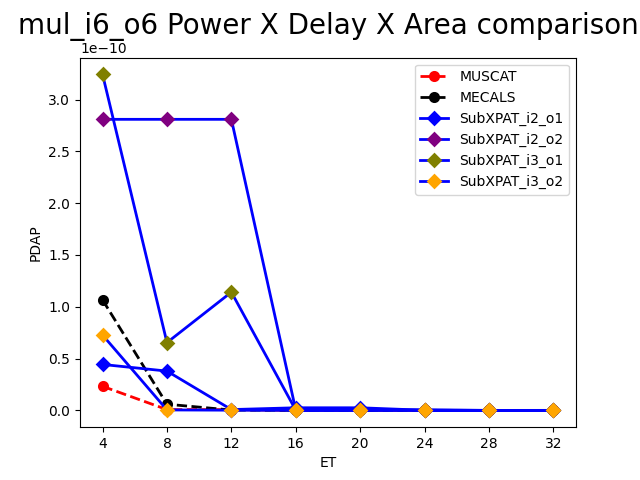 mul_i6_o6 Power X Delay X Area comparison
1e−10
MUSCAT
MECALS
SubXPAT_i2_o1
SubXPAT_i2_o2
SubXPAT_i3_o1
SubXPAT_i3_o2
3.0
2.5
2.0
1.5
1.0
0.5
0.0
PDAP
4 8 12 16 20 24 28 32
ET